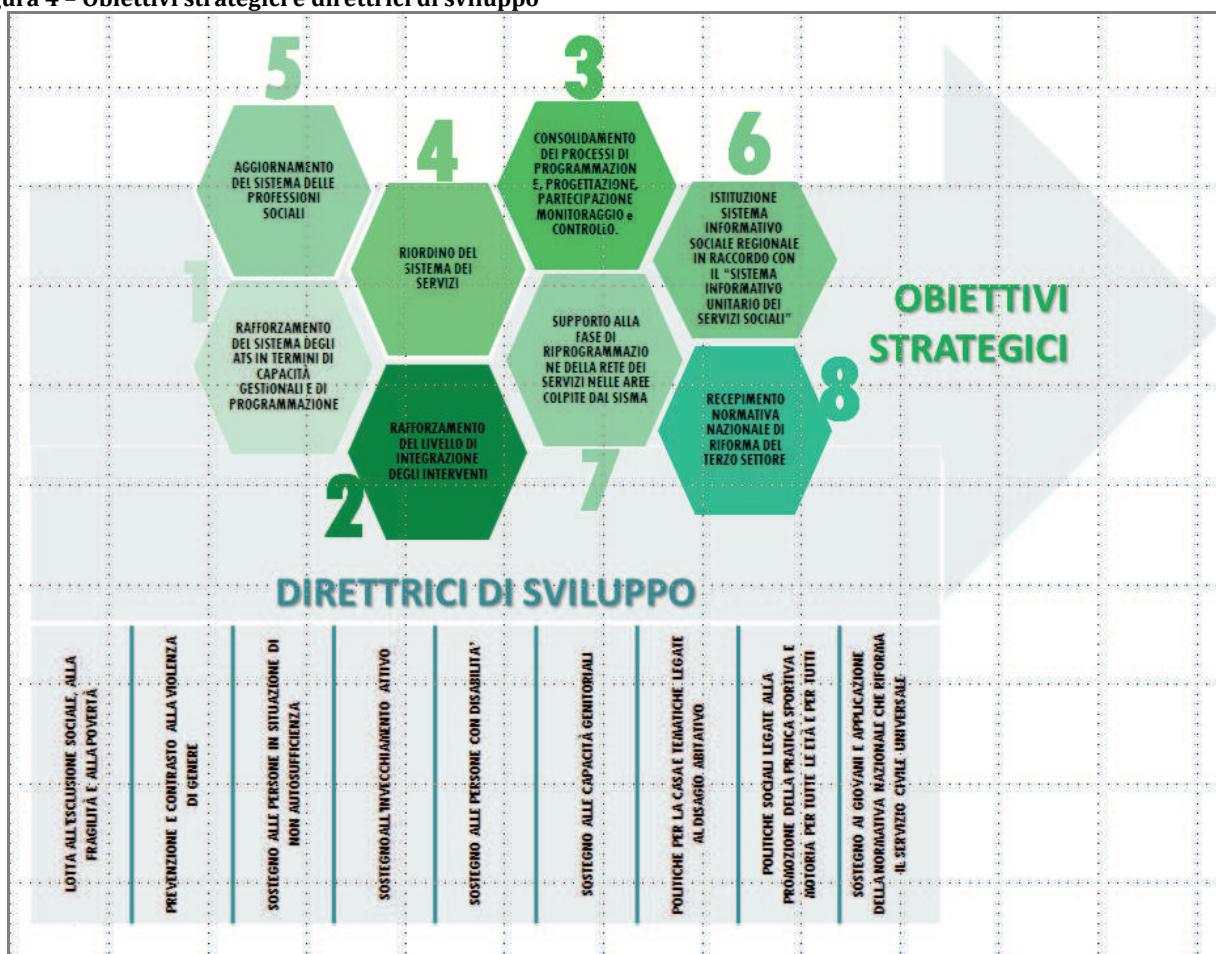 gura 4 – Obiettivi strategici e direttrici di sviluppo
5
AGGIORNAMENTO
DEL SISTEMA DELLE
PROFESSIONI
SOCIALI
4
RIORDINO DEL
SISTEMA DEI
SERVIZI
3
CONSOLIDAMENTO
DEI PROCESSI DI
PROGRAMMAZION
E, PROGETTAZIONE,
PARTECIPAZIONE
MONITORAGGIO e
CONTROLLO.
6
ISTITUZIONE
SISTEMA
INFORMATIVO
SOCIALE REGIONALE
IN RACCORDO CON
IL "SISTEMA
INFORMATIVO
UNITARIO DEI
SERVIZI SOCIALI"
1
RAFFORZAMENTO
DEL SISTEMA DEGLI
ATS IN TERMINI DI
CAPACITÀ
GESTIONALI E DI
PROGRAMMAZIONE
2
RAFFORZAMENTO
DEL LIVELLO DI
INTEGRAZIONE
DEGLI INTERVENTI
SUPPORTO ALLA
FASE DI
RIPROGRAMMAZIO
NE DELLA RETE DEI
SERVIZI NELLE AREE
COLPITE DAL SISMA
7
RECEPIMENTO
NORMATIVA
NAZIONALE DI
RIFORMA DEL
TERZO SETTORE
8
OBIETTIVI
STRATEGICI
DIRETTRICI DI SVILUPPO
LOTTA ALL'ESCLUSIONE SOCIALE, ALLA
FRAGILITÀ E ALLA POVERTÀ
PREVENZIONE E CONTRASTO ALLA VIOLENZA
DI GENERE
SOSTEGNO ALLE PERSONE IN SITUAZIONE DI
NON AUTOSUFFICIENZA
SOSTEGNO ALL'INVECCHIAMENTO ATTIVO
SOSTEGNO ALLE PERSONE CON DISABILITA'
SOSTEGNO ALLE CAPACITÀ GENITORIALI
POLITICHE PER LA CASA E TEMATICHE LEGATE
AL DISAGIO ABITATIVO
POLITICHE SOCIALI LEGATE ALLA
PROMOZIONE DELLA PRATICA SPORTIVA E
MOTORIA PER TUTTE LE ETÀ E PER TUTTI
SOSTEGNO AI GIOVANI E APPLICAZIONE
DELLA NORMATIVA NAZIONALE CHE RIFORMA
IL SERVIZIO CIVILE UNIVERSALE